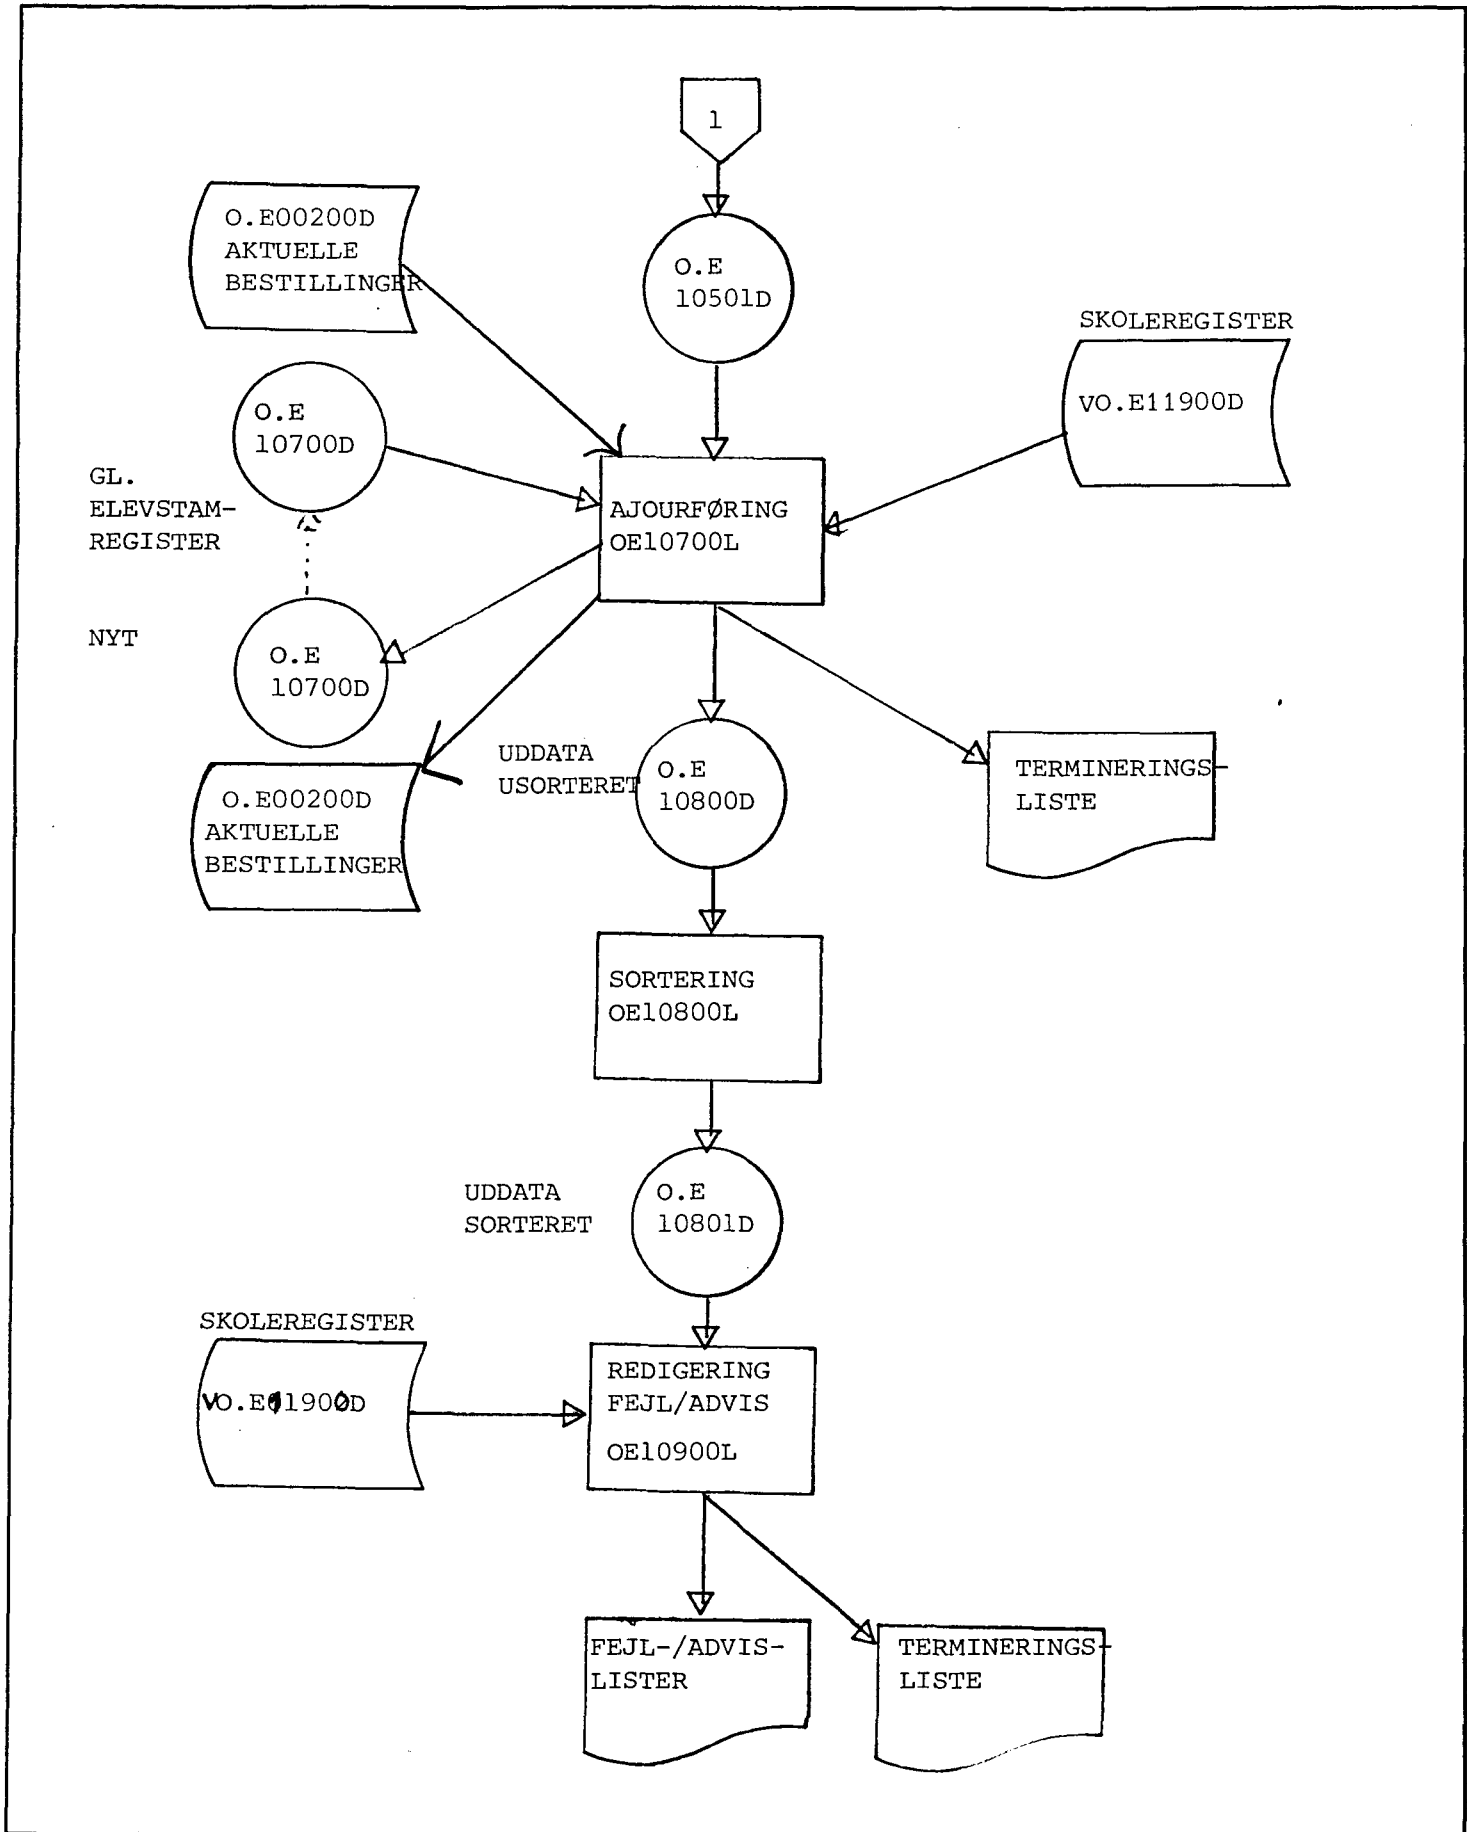 1
O.E00200D
AKTUELLE
BESTILLINGER
O.E
10501D
SKOLEREGISTER
VO.E11900D
O.E
10700D
GL.
ELEVSTAM-
REGISTER
AJOURFØRING
OE10700L
NYT
O.E
10700D
O.E00200D
AKTUELLE
BESTILLINGER
UDDATA
USORTERET
O.E
10800D
TERMINERINGS-
LISTE
SORTERING
OE10800L
UDDATA
SORTERET
O.E
10801D
SKOLEREGISTER
VO.E11900D
REDIGERING
FEJL/ADVIS
OE10900L
FEJL-/ADVIS-
LISTER
TERMINERINGS-
LISTE